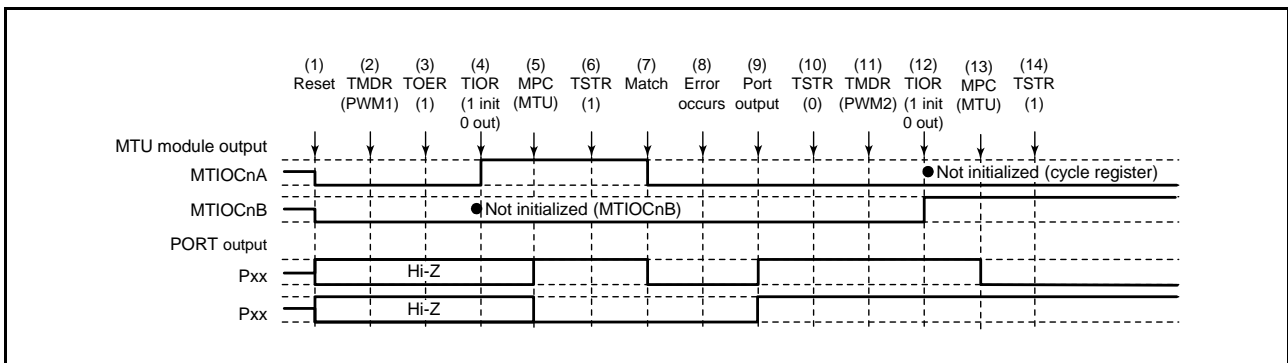 (1) (2) (3) (4) (5) (6) (7) (8) (9) (10) (11) (12) (13) (14)
Reset TMDR TOER TIOR MPC TSTR Match Error Port TSTR TMDR TIOR MPC TSTR
(PWM1) (1) (1 init (MTU) (1) occurs output (0) (PWM2) (1 init (MTU) (1)
0 out) 0 out)
MTU module output
MTIOCnA
Not initialized (cycle register)
MTIOCnB
Not initialized (MTIOCnB)
PORT output
Pxx
Hi-Z
Pxx
Hi-Z